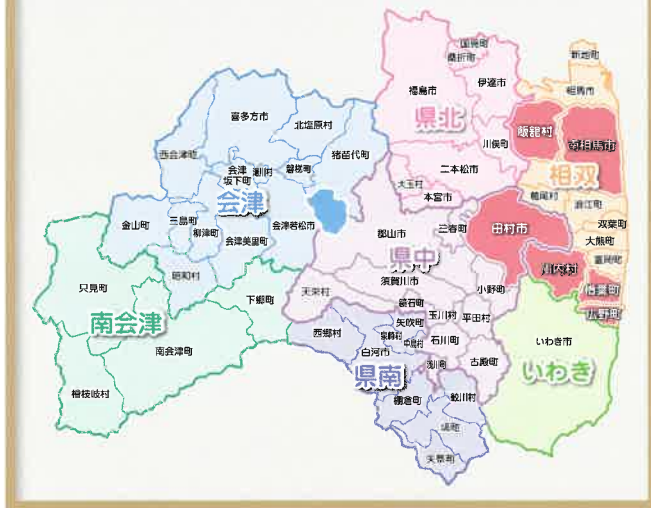 国見町
桑折町
新地町
伊達市
福島市
相馬市
県北
喜多方市
北塩原村
飯舘村
南相馬市
川俣町
西会津町
猪苗代町
会津
坂下町
湯川村
磐梯町
二本松市
相双
大玉村
本宮市
葛尾村
浪江町
会津
金山町
三島町
柳津町
会津美里町
会津若松市
郡山市
三春町
田村市
双葉町
大熊町
県中
富岡町
川内村
昭和村
只見町
須賀川市
小野町
楢葉町
下郷町
天栄村
鏡石町
広野町
南会津
西郷村
矢吹町
玉川村
平田村
泉崎村
中島村
石川町
いわき市
南会津町
白河市
浅川町
古殿町
いわき
県南
檜枝岐村
棚倉町
鮫川村
塙町
矢祭町